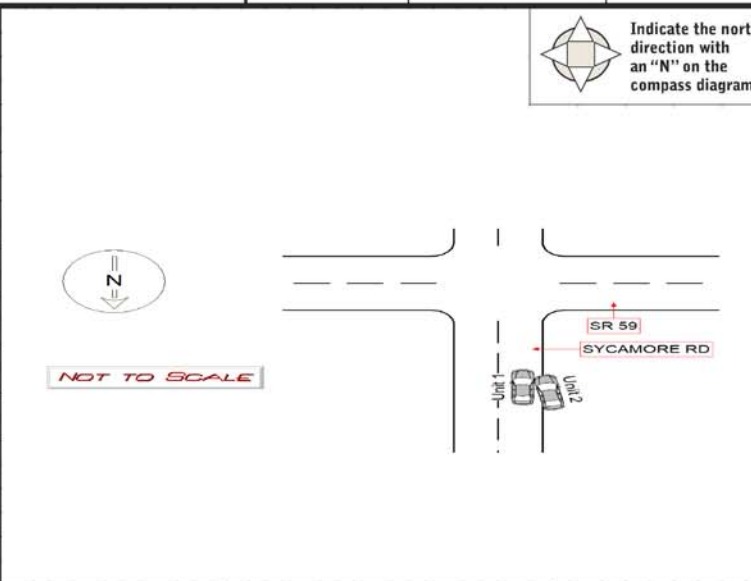 Indicate the nort
direction with
an "N" on the
compass diagram
N
SR 59
SYCAMORE RD
NOT TO SCALE
Unit 1
Unit 2